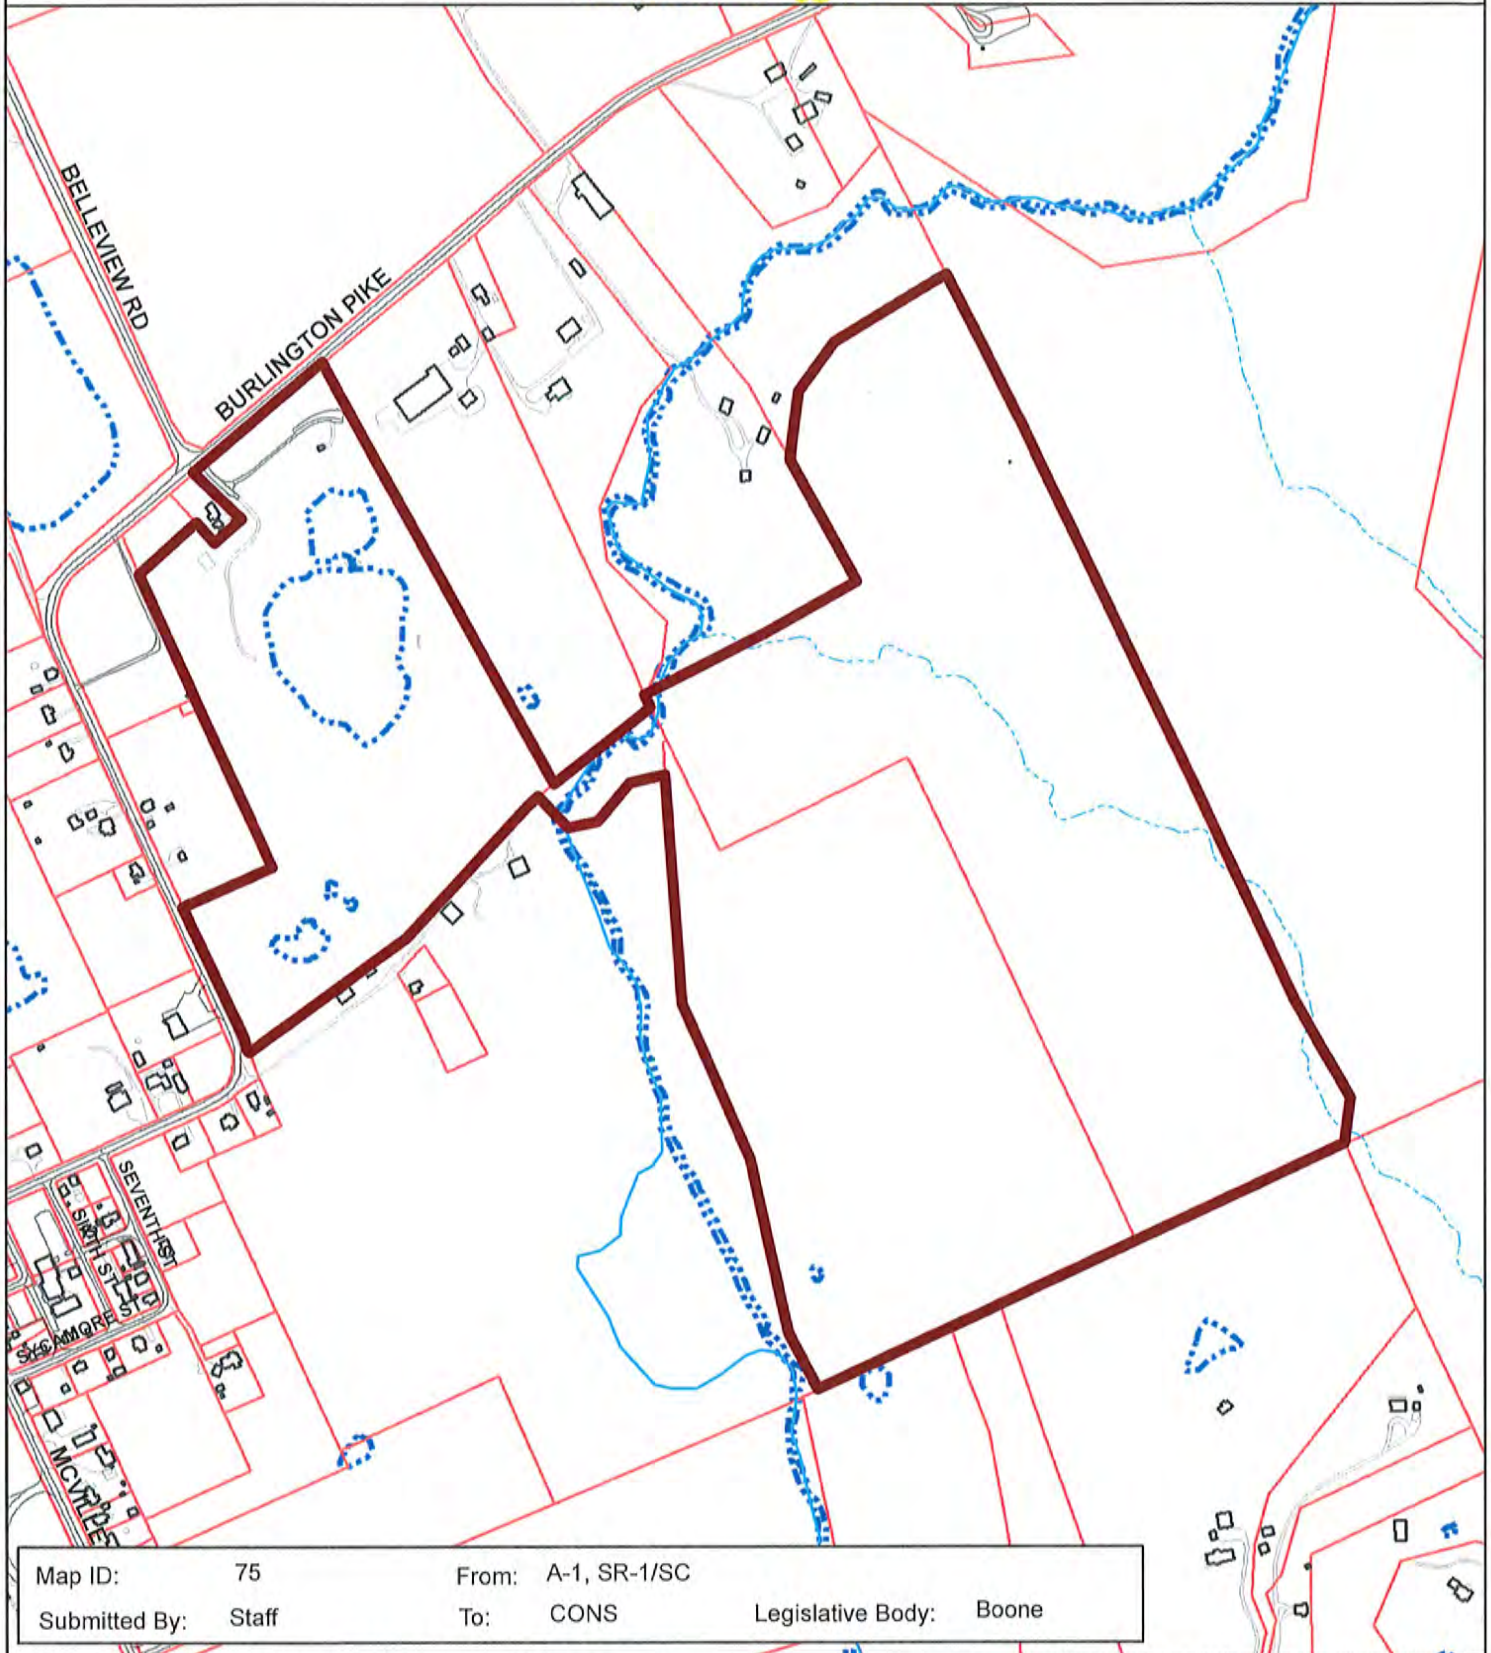 BELLEVIEW RD
BURLINGTON PIKE
SEVENTH ST
SIXTH ST
SYCAMORE ST
Map ID: 75 From: A-1, SR-1/SC
Submitted By: Staff To: CONS Legislative Body: Boone